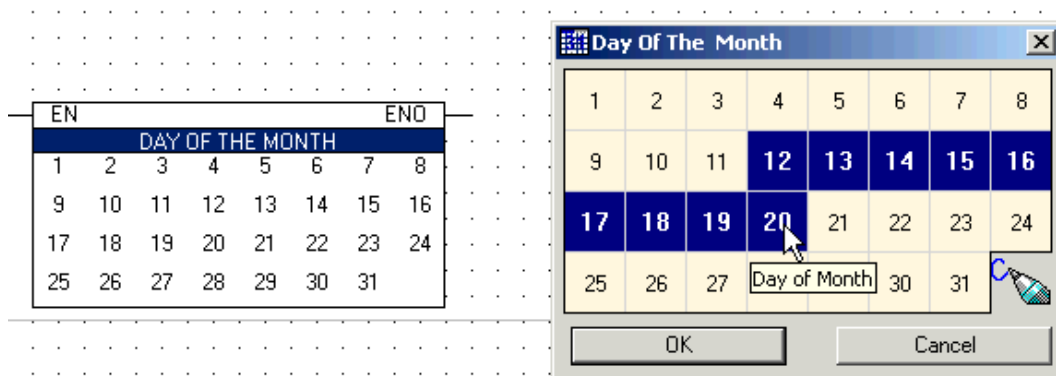 EN ENO
DAY OF THE MONTH
1 2 3 4 5 6 7 8
9 10 11 12 13 14 15 16
17 18 19 20 21 22 23 24
25 26 27 28 29 30 31
Day Of The Month
1 2 3 4 5 6 7 8
9 10 11 12 13 14 15 16
17 18 19 20 21 22 23 24
25 26 27 30 31
Day of Month
OK Cancel